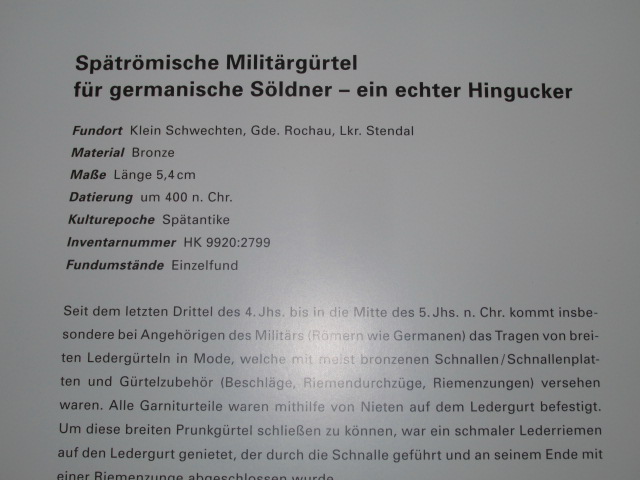 Spätrömische Militärgürtel
für germanische Söldner – ein echter Hingucker
Fundort Klein Schwechten, Gde. Rochau, Lkr. Stendal
Material Bronze
Maße Länge 5,4 cm
Datierung um 400 n. Chr.
Kulturepoche Spätantike
Inventarnummer HK 9920:2799
Fundumstände Einzelfund
Seit dem letzten Drittel des 4. Jhs. bis in die Mitte des 5. Jhs. n. Chr. kommt insbe-
sondere bei Angehörigen des Militärs (Römern wie Germanen) das Tragen von brei-
ten Ledergürteln in Mode, welche mit meist bronzenen Schnallen/Schnallenplat-
ten und Gürtelzubehör (Beschläge, Riemendurchzüge, Riemenzungen) versehen
waren. Alle Garniturteile waren mithilfe von Nieten auf dem Ledergurt befestigt.
Um diese breiten Prunkgürtel schließen zu können, war ein schmaler Lederriemen
auf den Ledergurt genietet, der durch die Schnalle geführt und an seinem Ende mit
einer Riemenzunge abgeschlossen wurde.